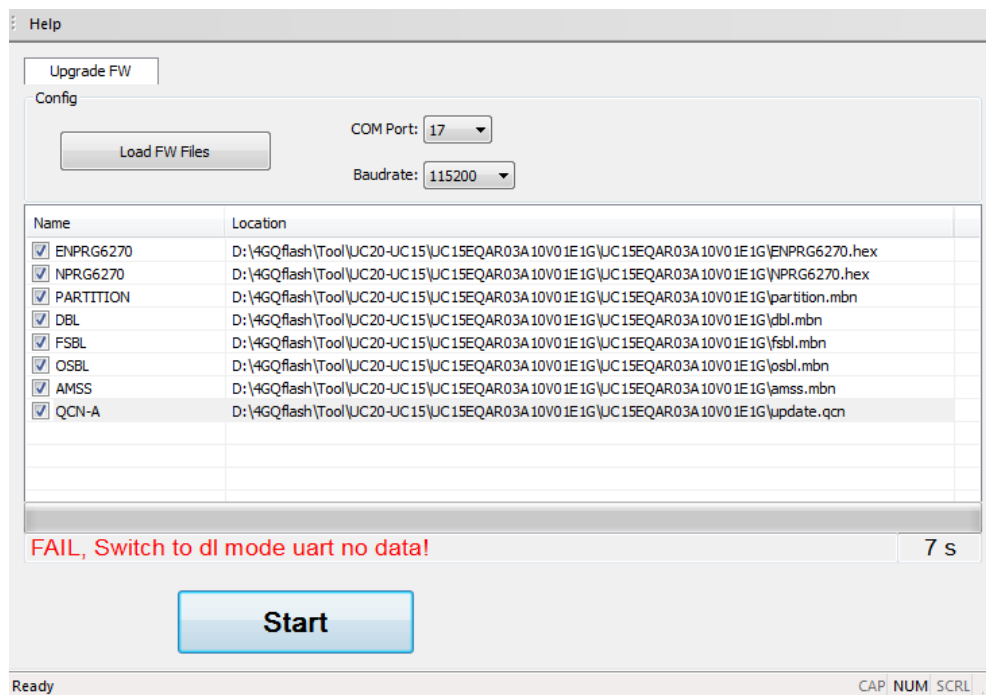 Help
Upgrade FW
Config
Load FW Files
COM Port: 17
Baudrate: 115200
Name Location
ENPRG6270 D:\4GQflash\Tool\UC20-UC15\UC15EQAR03A10V01E1G\UC15EQAR03A10V01E1G\ENPRG6270.hex
NPRG6270 D:\4GQflash\Tool\UC20-UC15\UC15EQAR03A10V01E1G\UC15EQAR03A10V01E1G\NPRG6270.hex
PARTITION D:\4GQflash\Tool\UC20-UC15\UC15EQAR03A10V01E1G\UC15EQAR03A10V01E1G\partition.mbn
DBL D:\4GQflash\Tool\UC20-UC15\UC15EQAR03A10V01E1G\UC15EQAR03A10V01E1G\dbl.mbn
FSBL D:\4GQflash\Tool\UC20-UC15\UC15EQAR03A10V01E1G\UC15EQAR03A10V01E1G\fsbl.mbn
OSBL D:\4GQflash\Tool\UC20-UC15\UC15EQAR03A10V01E1G\UC15EQAR03A10V01E1G\osbl.mbn
AMSS D:\4GQflash\Tool\UC20-UC15\UC15EQAR03A10V01E1G\UC15EQAR03A10V01E1G\amss.mbn
QCN-A D:\4GQflash\Tool\UC20-UC15\UC15EQAR03A10V01E1G\UC15EQAR03A10V01E1G\update.qcn
FAIL, Switch to dl mode uart no data! 7 s
Start
Ready CAP NUM SCRL